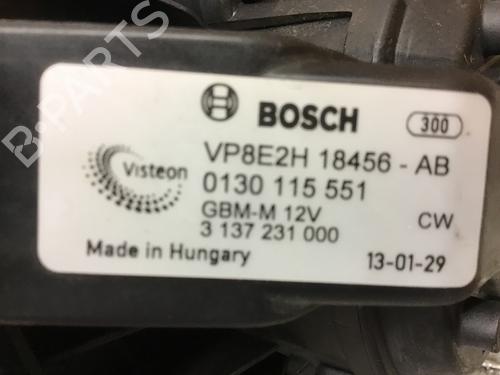 B-PARTS
BOSCH
300
Visteon
VP8E2H 18456 - AB
0130 115 551
GBM-M 12V
CW
3 137 231 000
Made in Hungary
13-01-29